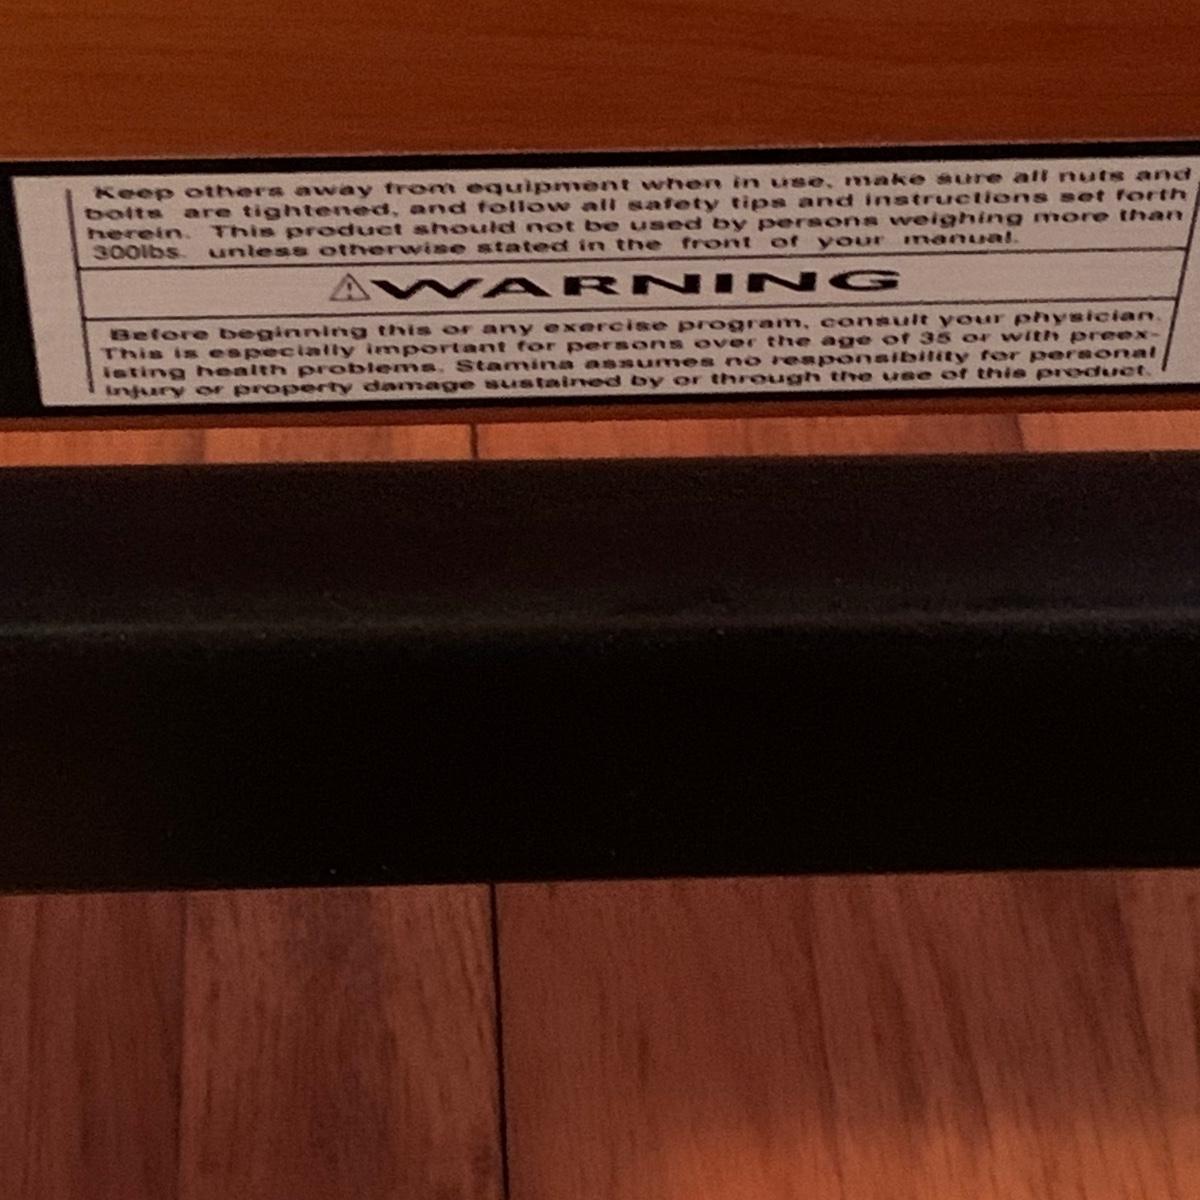 Keep others away from equipment when in use, make sure all nuts and
bolts are tightened, and follow all safety tips and instructions set forth
herein. This product should not be used by persons weighing more than
300lbs. unless otherwise stated in the front of your manual.
WARNING
Before beginning this or any exercise program, consult your physician.
This is especially important for persons over the age of 35 or with preex-
isting health problems. Stamina assumes no responsibility for personal
injury or property damage sustained by or through the use of this product.